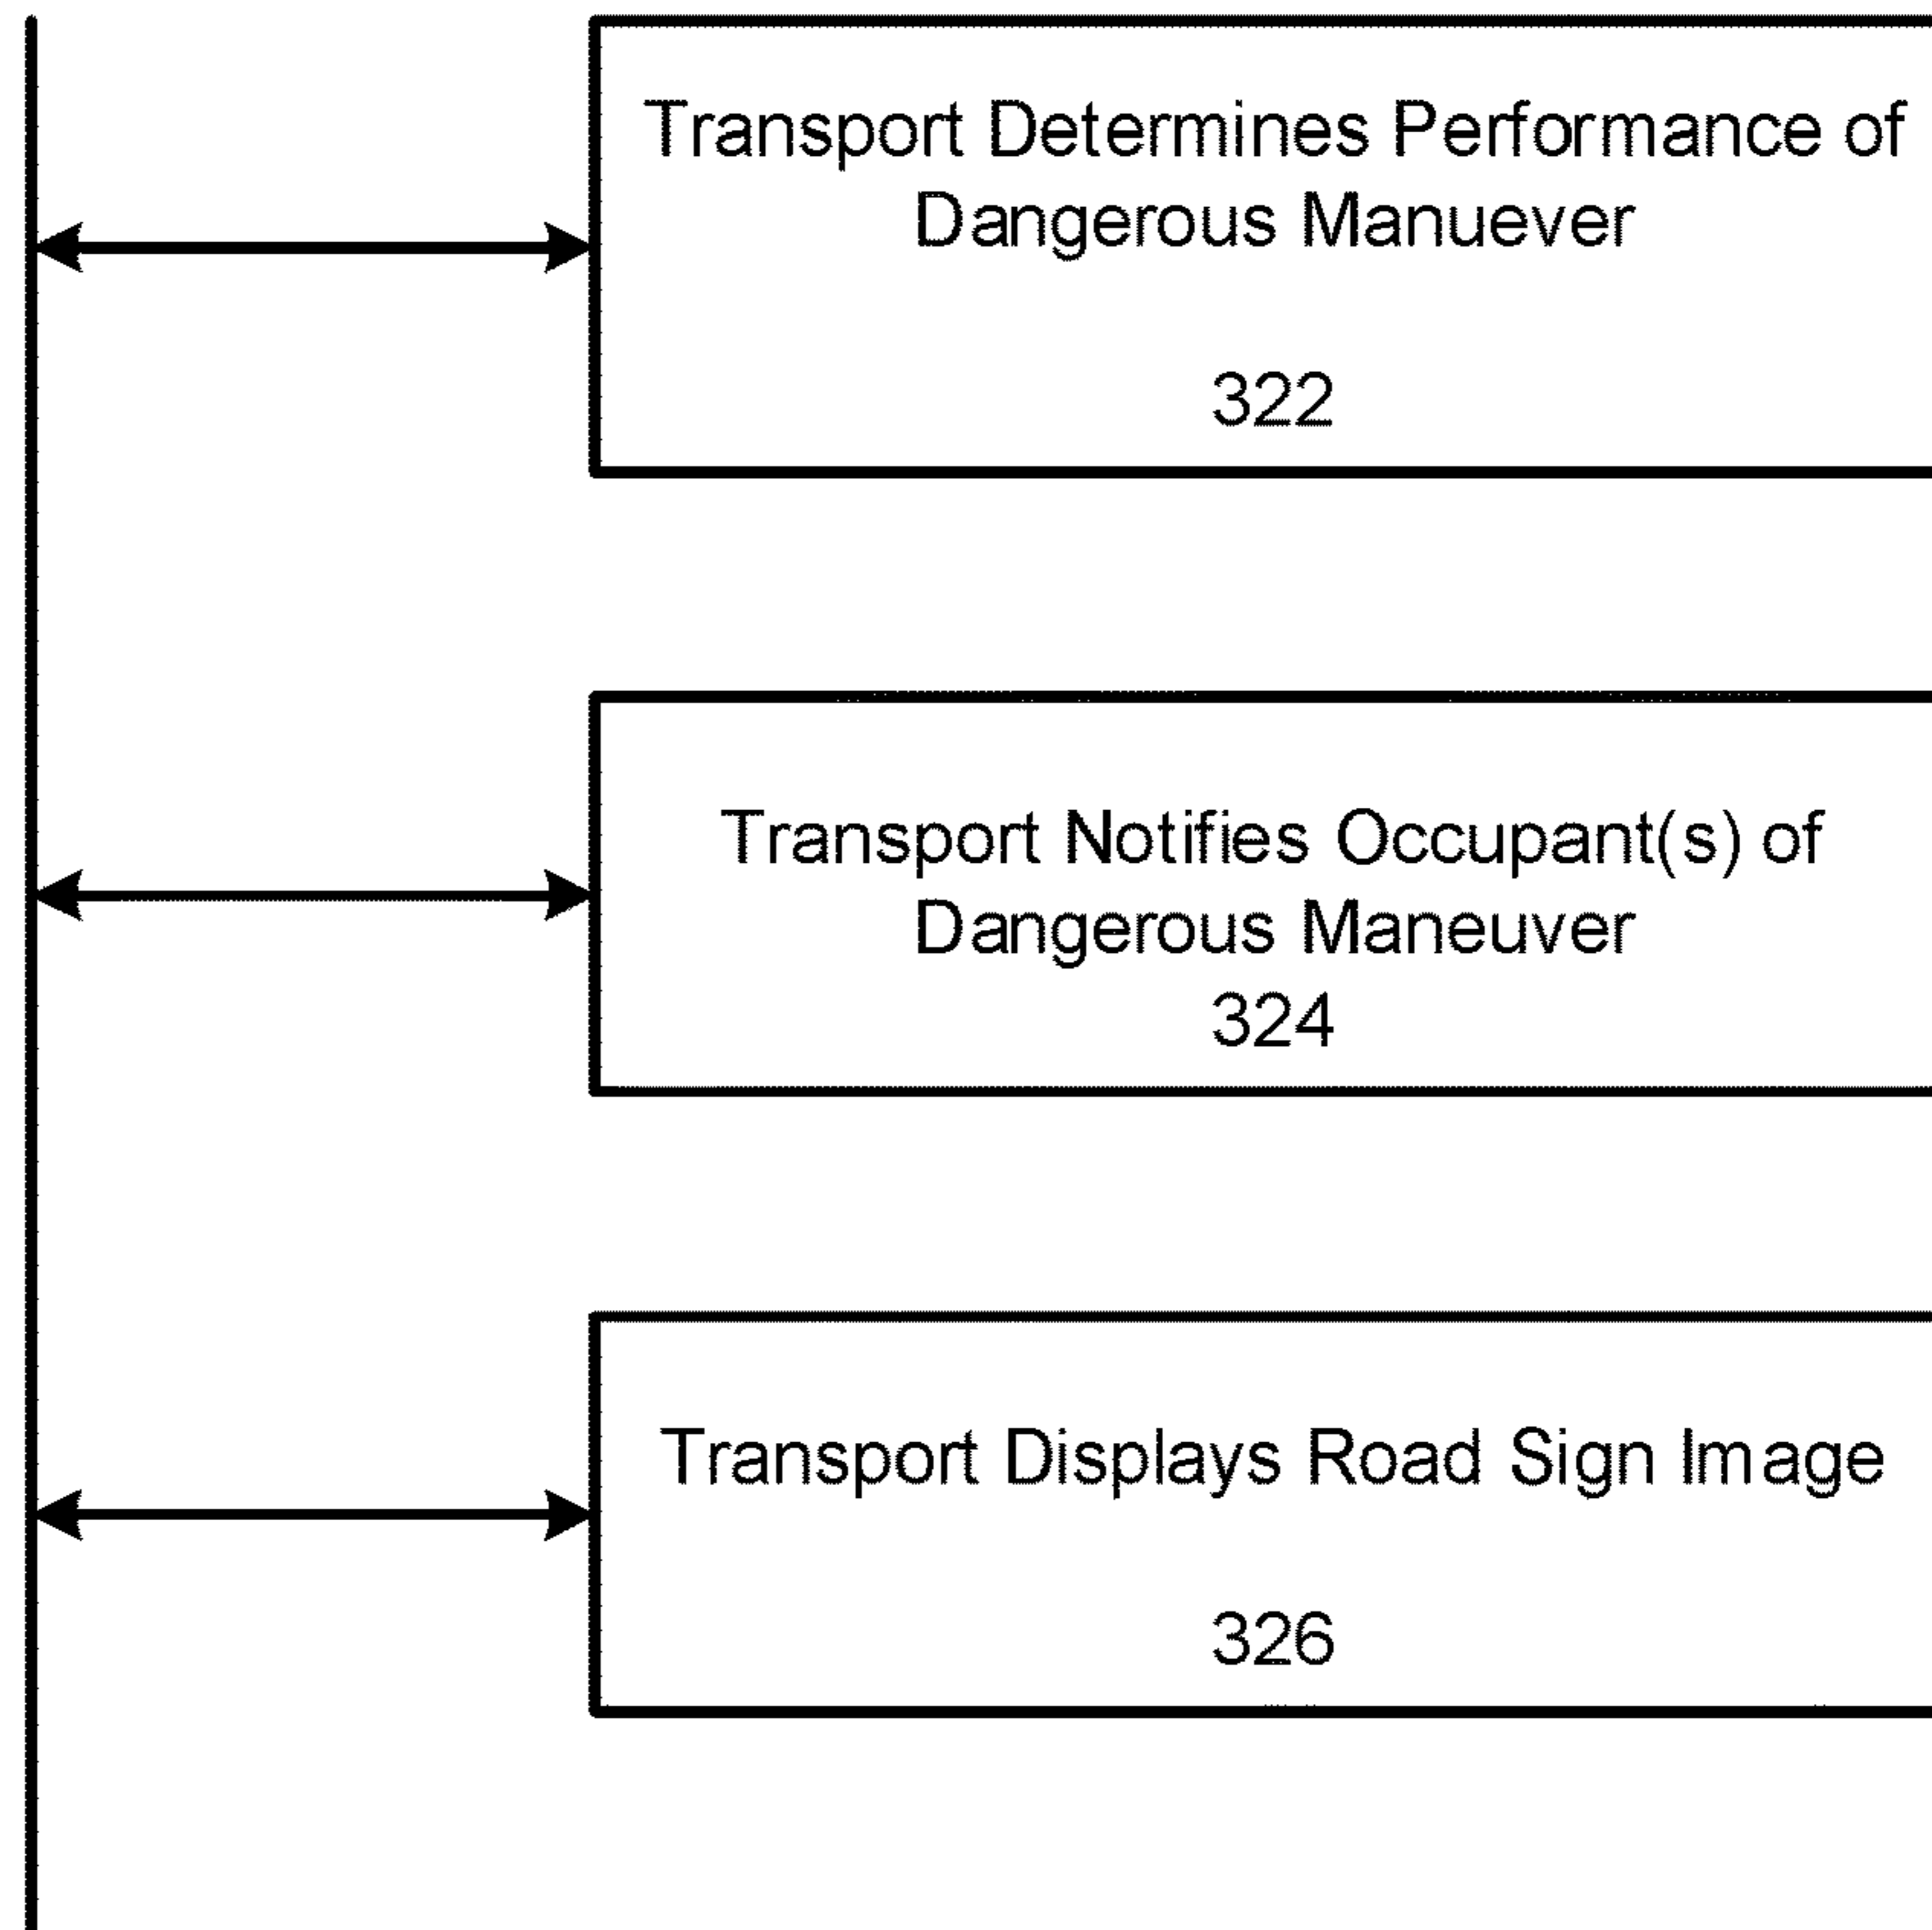 Transport Determines Performance of
Dangerous Manuever
322
Transport Notifies Occupant(s) of
Dangerous Maneuver
324
Transport Displays Road Sign Image
326